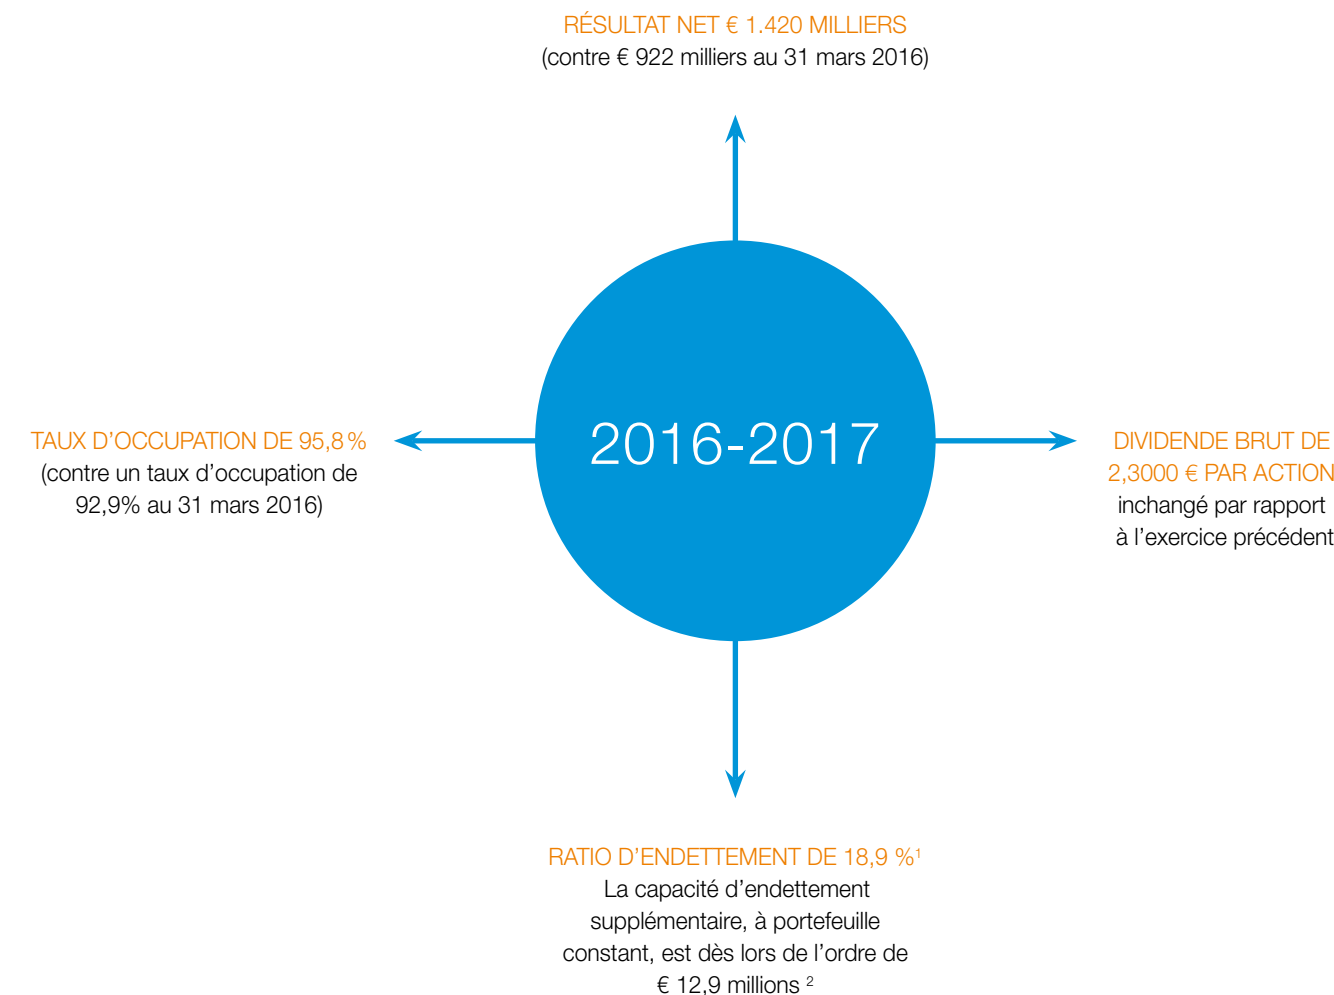 RÉSULTAT NET € 1.420 MILLIERS
(contre € 922 milliers au 31 mars 2016)
TAUX D’OCCUPATION DE 95,8 %
(contre un taux d’occupation de
92,9% au 31 mars 2016)
2016-2017
DIVIDENDE BRUT DE
2,3000 € PAR ACTION
inchangé par rapport
à l’exercice précédent
RATIO D’ENDETTEMENT DE 18,9 %¹
La capacité d’endettement
supplémentaire, à portefeuille
constant, est dès lors de l’ordre de
€ 12,9 millions ²